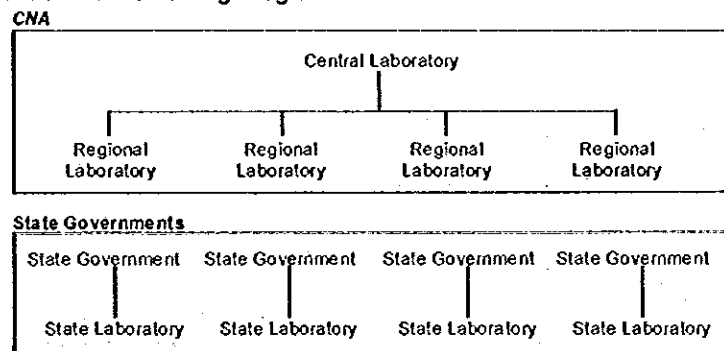 CNA
Central Laboratory
Regional Regional Regional Regional
Laboratory Laboratory Laboratory Laboratory
State Governments
State Government State Government State Government State Government
State Laboratory State Laboratory State Laboratory State Laboratory